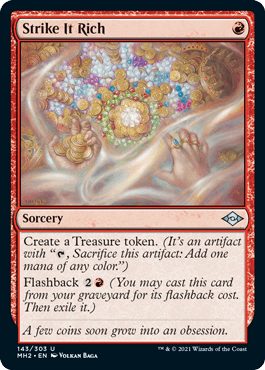 Strike It Rich
Sorcery
Create a Treasure token. (It's an artifact
with “, Sacrifice this artifact: Add one
mana of any color.”)
Flashback 2 (You may cast this
card from your graveyard for its flashback cost.
Then exile it.)
A few coins soon grow into an obsession.
143/303 U
MH2 • EN VOLKAN BAGA
™ & © 2021 Wizards of the Coast